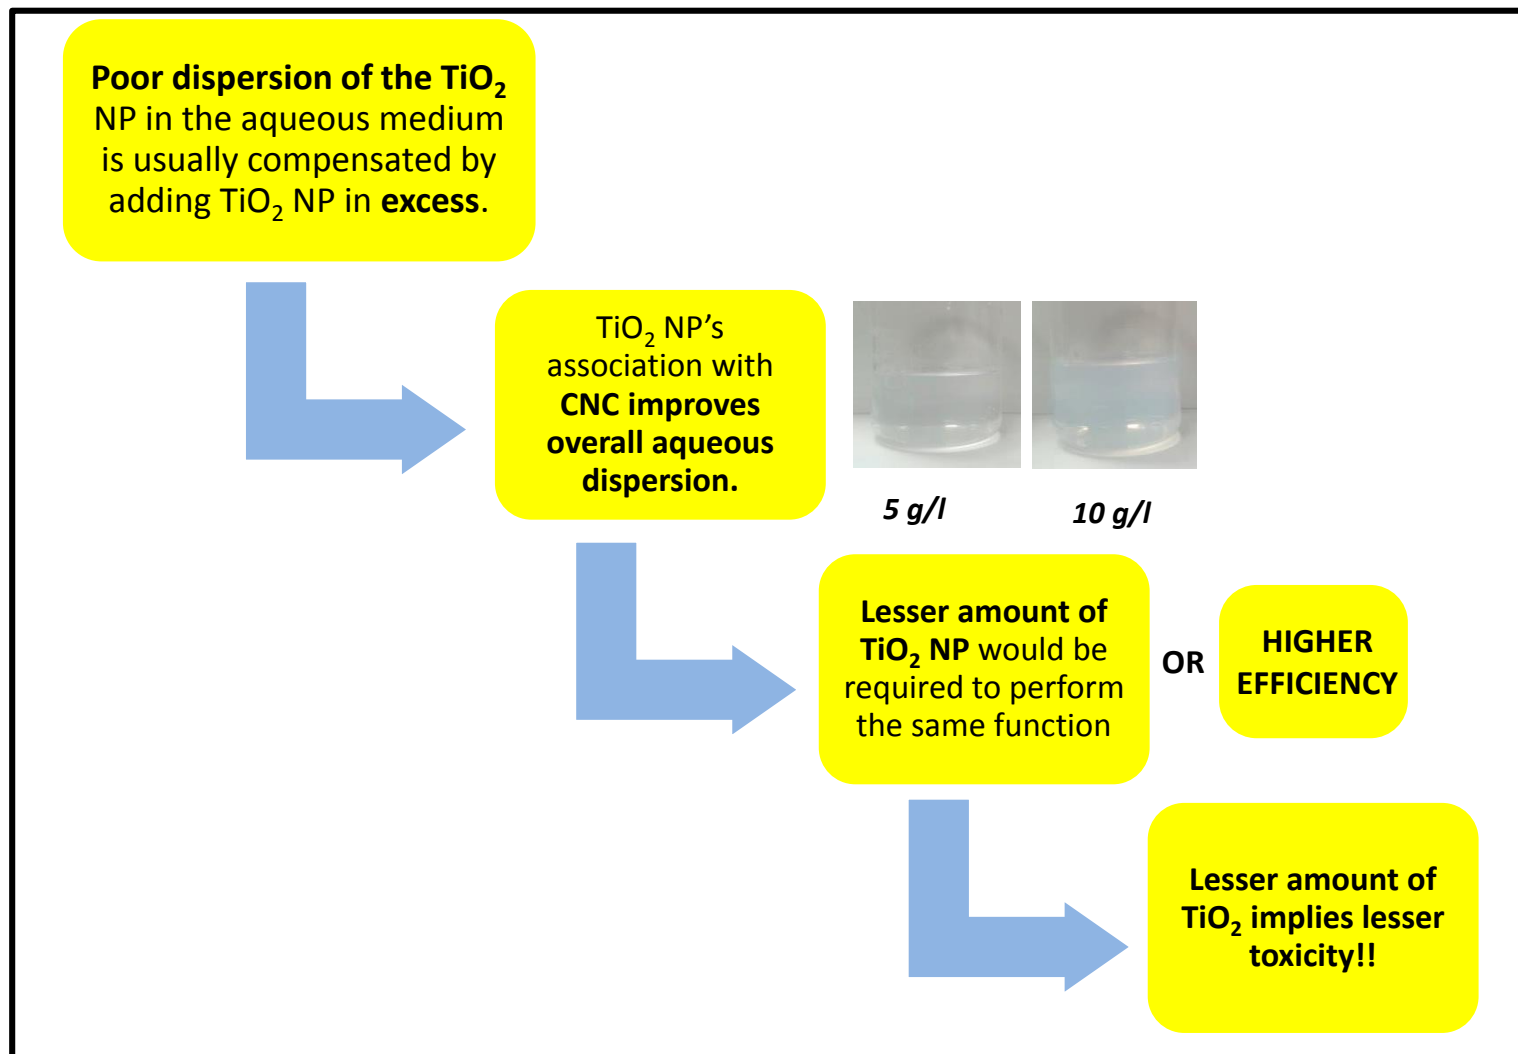 Poor dispersion of the TiO₂
NP in the aqueous medium
is usually compensated by
adding TiO₂ NP in excess.
TiO₂ NP’s
association with
CNC improves
overall aqueous
dispersion.
5 g/l
10 g/l
Lesser amount of
TiO₂ NP would be
required to perform
the same function
OR
HIGHER
EFFICIENCY
Lesser amount of
TiO₂ implies lesser
toxicity!!